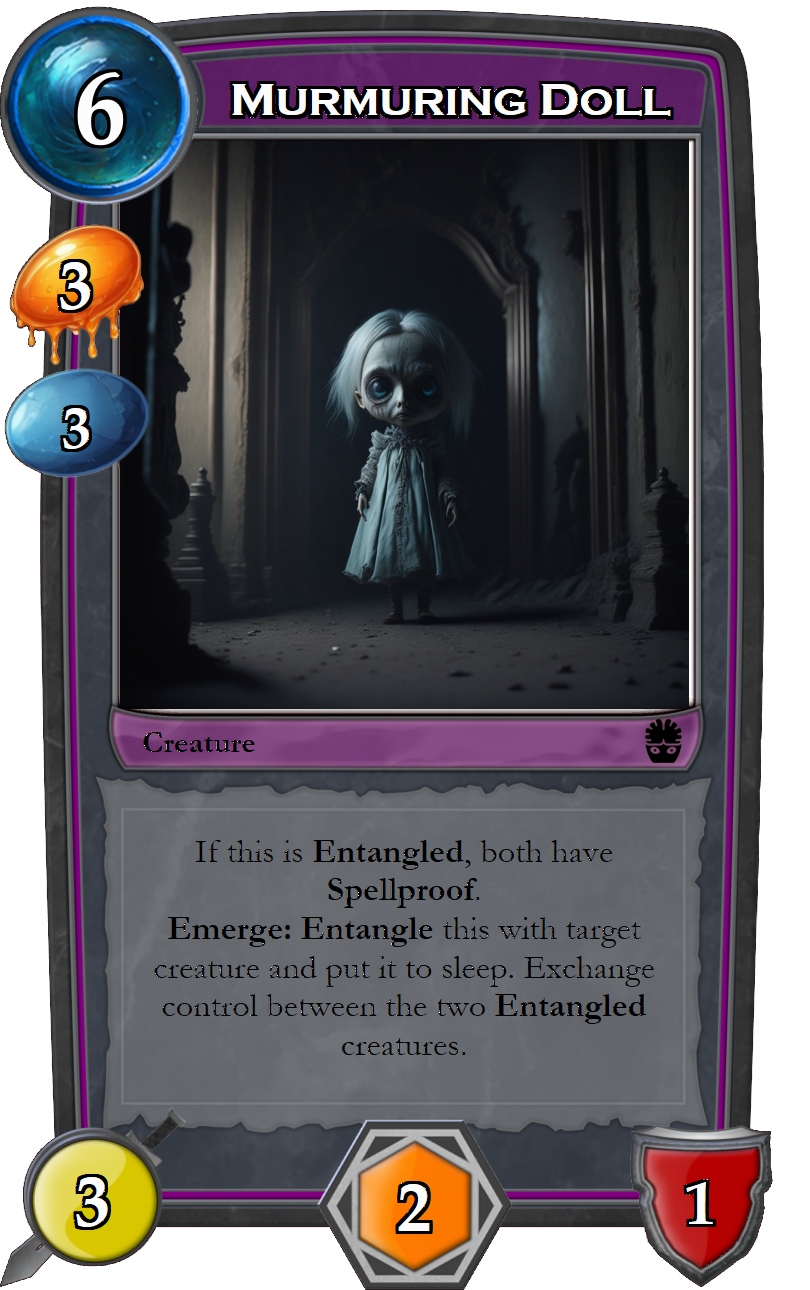 6
MURMURING DOLL
3
3
Creature
If this is Entangled, both have
Spellproof.
Emerge: Entangle this with target
creature and put it to sleep. Exchange
control between the two Entangled
creatures.
3
2
1